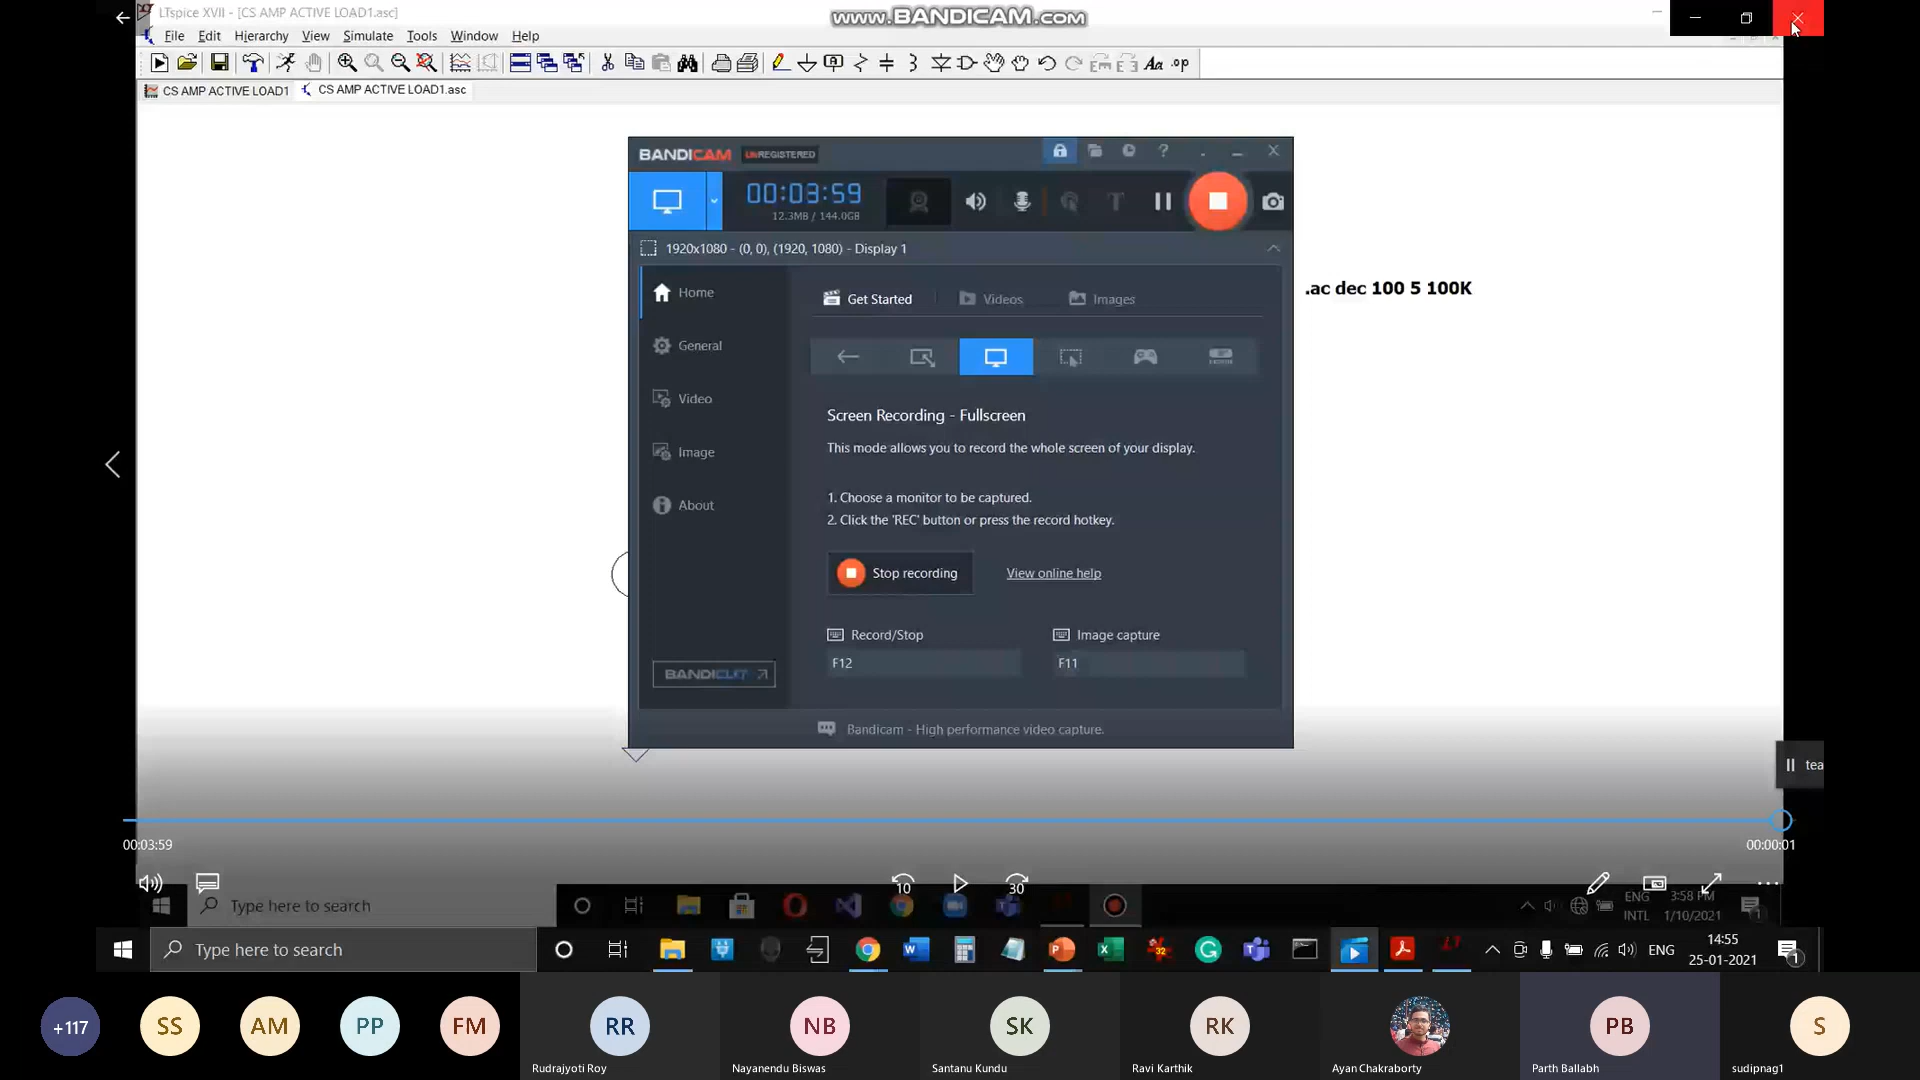 LTspice XVII - [CS AMP ACTIVE LOAD1.asc]
www.BANDICAM.com
File Edit Hierarchy View Simulate Tools Window Help
CS AMP ACTIVE LOAD1 CS AMP ACTIVE LOAD1.asc
BANDICAM UNREGISTERED
00:03:59
12.3MB / 144.0GB
1920x1080 - (0, 0), (1920, 1080) - Display 1
.ac dec 100 5 100K
Home
General
Video
Image
About
BANDICUT
Get Started Videos Images
Screen Recording - Fullscreen
This mode allows you to record the whole screen of your display.
1. Choose a monitor to be captured.
2. Click the 'REC' button or press the record hotkey.
Stop recording View online help
Record/Stop Image capture
F12 F11
Bandicam - High performance video capture.
tea
00:03:59 00:00:01
10 30
Type here to search
ENG
INTL
3:58 PM
1/10/2021
1
Type here to search
32
ENG
14:55
25-01-2021
1
+117 SS AM PP FM RR NB SK RK PB S
Rudrajyoti Roy Nayanendu Biswas Santanu Kundu Ravi Karthik Ayan Chakraborty Parth Ballabh sudipnag1